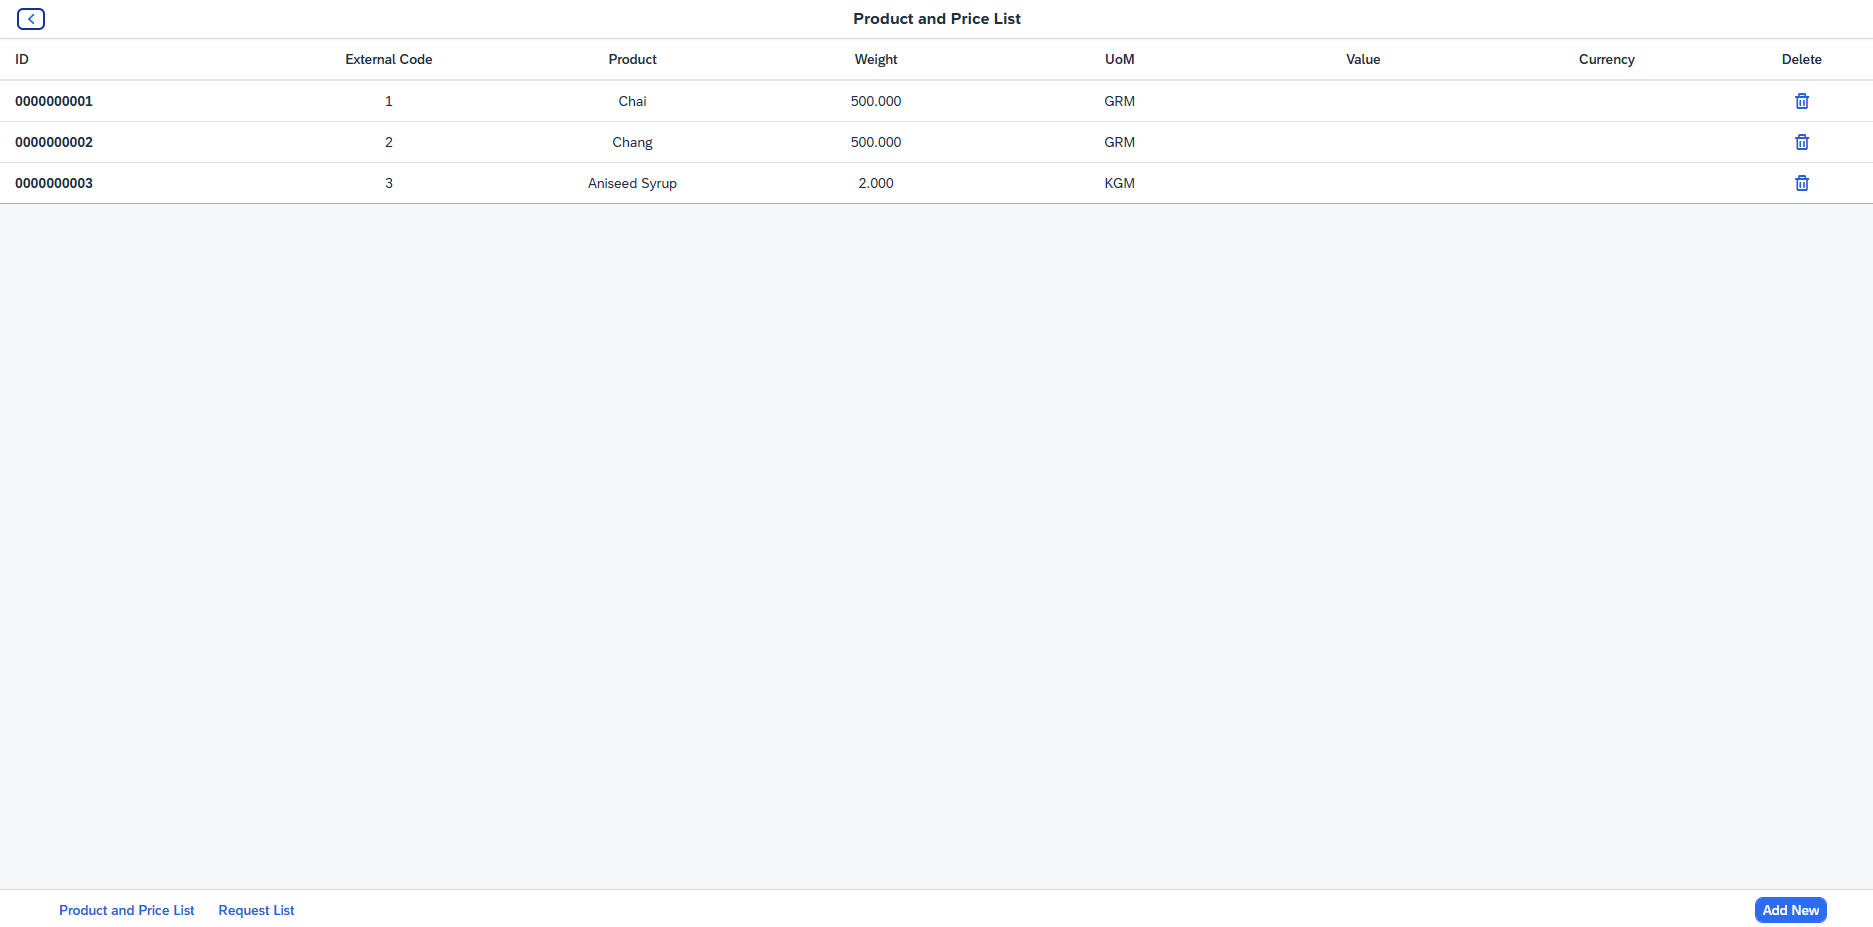 Product and Price List
ID External Code Product Weight UoM Value Currency Delete
0000000001 1 Chai 500.000 GRM
0000000002 2 Chang 500.000 GRM
0000000003 3 Aniseed Syrup 2.000 KGM
Product and Price List Request List Add New